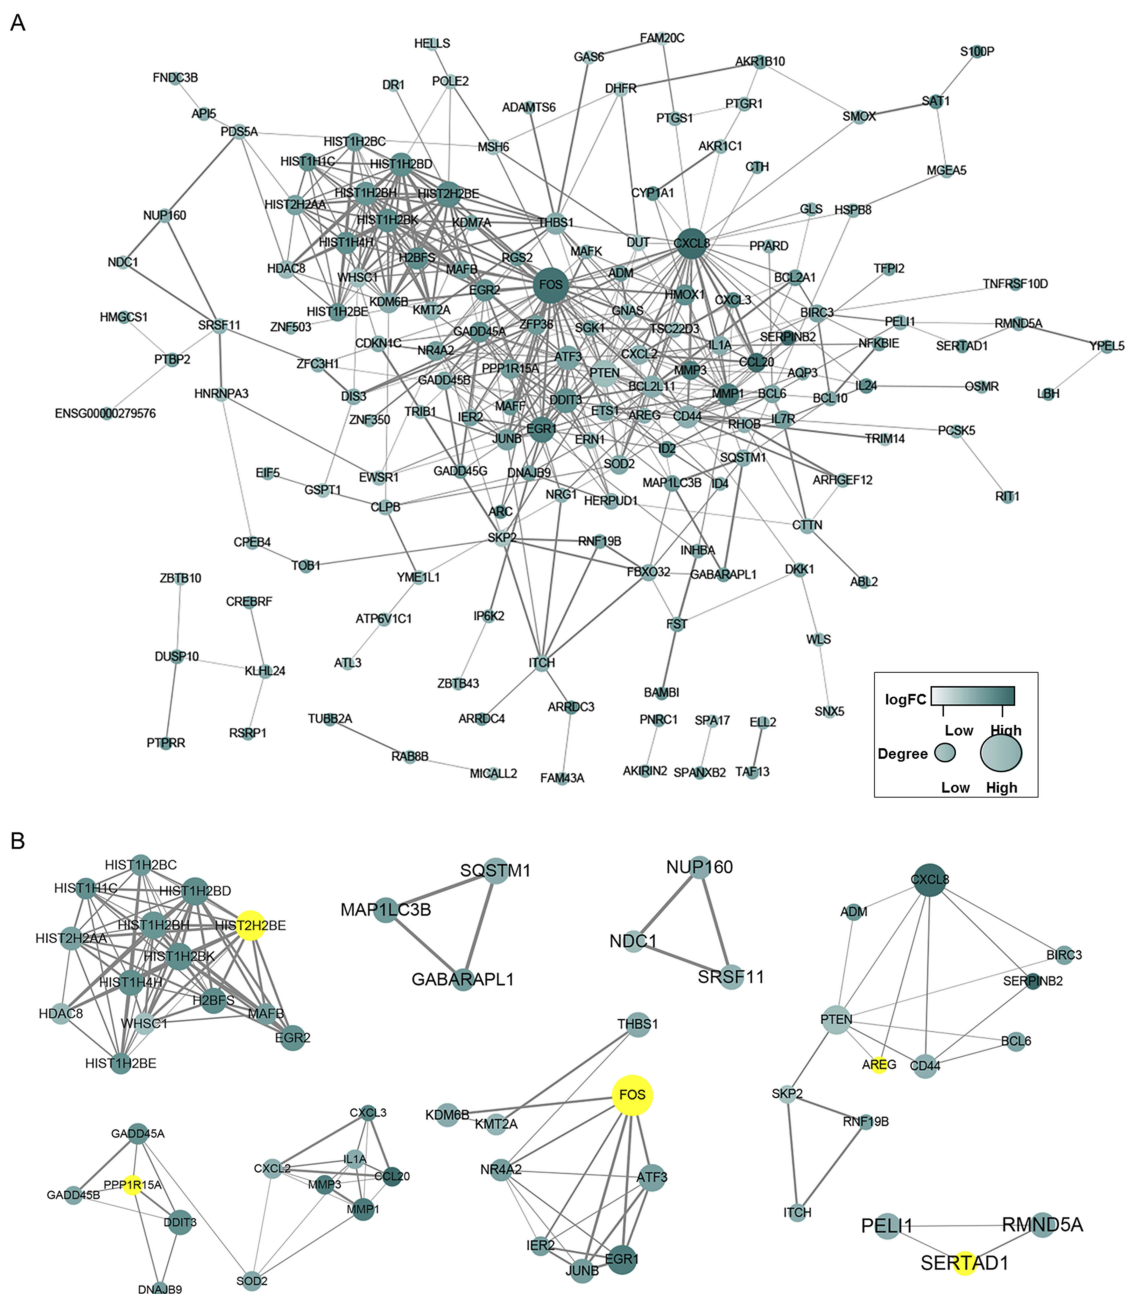 A
HELLS
FAM20C
GAS6
S100P
AKR1B10
FNDC3B
DR1
POLE2
DHFR
ADAMTS6
PTGR1
SAT1
API5
PTGS1
SMOX
PDS5A
HIST1H2BC
MSH6
AKR1C1
HIST1H1C
HIST1H2BD
CTH
MGEA5
HIST1H2BH
HIST2H2BE
CYP1A1
HIST2H2AA
GLS
HSPB8
NUP160
HIST1H2BK
KDM7A
THBS1
HIST1H4H
DUT
CXCL8
PPARD
MAFK
NDC1
HDAC8
H2BFS
MAFB
RGS2
TFPI2
WHSC1
ADM
BCL2A1
FOS
EGR2
TNFRSF10D
HMOX1
CXCL3
KDM6B
HIST1H2BE
KMT2A
GNAS
BIRC3
HMGCS1
SRSF11
ZNF503
ZFP36
SGK1
TSC22D3
PELI1
RMND5A
GADD45A
SERPINB2
CDKN1C
NR4A2
IL1A
NFKBIE
SERTAD1
YPEL5
PTBP2
ATF3
CXCL2
ZFC3H1
PPP1R15A
PTEN
MMP3
CCL20
AQP3
GADD45B
BCL2L11
IL24
OSMR
HNRNPA3
DIS3
DDIT3
MMP1
BCL6
BCL10
LBH
MAFF
ENSG00000279576
TRIB1
IER2
ETS1
AREG
CD44
IL7R
ZNF350
RHOB
EGR1
PCSK5
JUNB
ERN1
TRIM14
ID2
SQSTM1
SOD2
EIF5
GADD45G
DNAJB9
EWSR1
MAP1LC3B
ID4
ARHGEF12
GSPT1
NRG1
HERPUD1
RIT1
CLPB
ARC
CTTN
SKP2
RNF19B
CPEB4
INHBA
TOB1
FBXO32
GABARAPL1
DKK1
ZBTB10
YME1L1
ABL2
CREBRF
IP6K2
ATP6V1C1
FST
WLS
DUSP10
KLHL24
ATL3
ITCH
ZBTB43
BAMBI
ARRDC3
SNX5
TUBB2A
ARRDC4
PNRC1
SPA17
ELL2
RSRP1
PTPRR
RAB8B
MICALL2
FAM43A
AKIRIN2
SPANXB2
TAF13
logFC
Low
High
Degree
Low
High
B
HIST1H2BC
HIST1H1C
HIST1H2BD
HIST1H2BH
HIST2H2BE
HIST2H2AA
HIST1H2BK
HIST1H4H
H2BFS
HDAC8
WHSC1
MAFB
EGR2
HIST1H2BE
SQSTM1
MAP1LC3B
GABARAPL1
NUP160
NDC1
SRSF11
CXCL8
ADM
BIRC3
SERPINB2
PTEN
BCL6
AREG
CD44
SKP2
RNF19B
ITCH
THBS1
FOS
KDM6B
KMT2A
NR4A2
ATF3
IER2
EGR1
JUNB
GADD45A
PPP1R15A
GADD45B
DDIT3
DNAJB9
CXCL3
IL1A
CXCL2
CCL20
MMP3
MMP1
SOD2
PELI1
RMND5A
SERTAD1